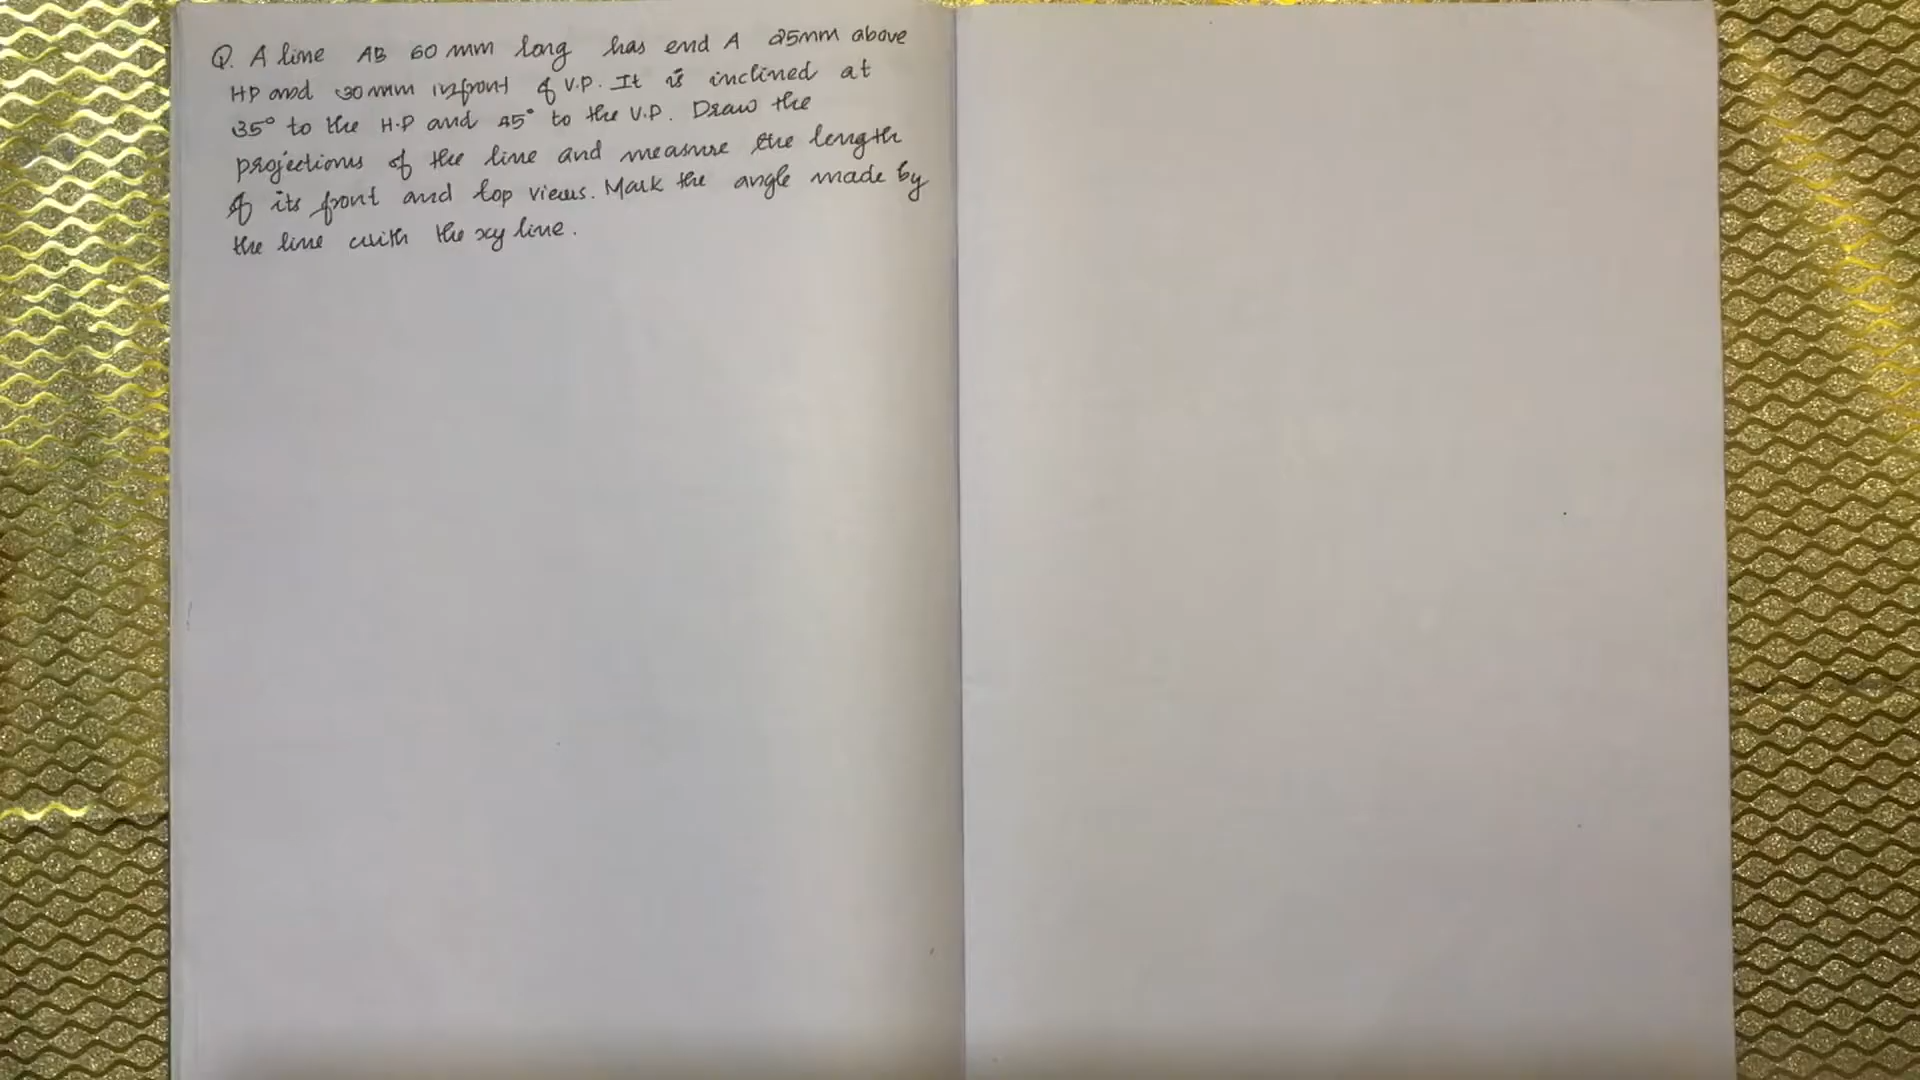 Q. A line AB 60 mm long has end A 25mm above
HP and 30 mm infront of V.P. It is inclined at
35° to the H.P and 45° to the V.P. Draw the
projections of the line and measure the length
of its front and top views. Mark the angle made by
the line with the xy line.